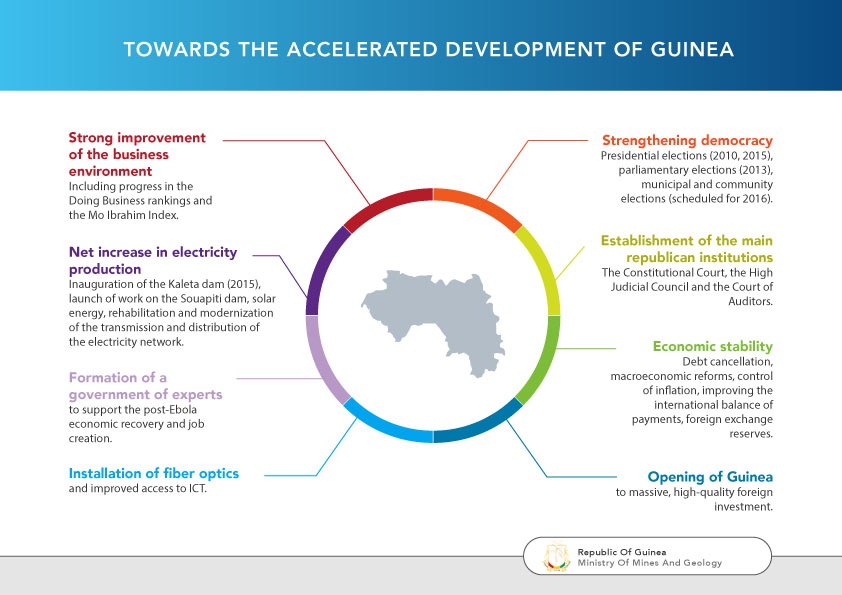 TOWARDS THE ACCELERATED DEVELOPMENT OF GUINEA
Strong improvement
of the business
environment
Including progress in the
Doing Business rankings and
the Mo Ibrahim Index.
Net increase in electricity
production
Inauguration of the Kaleta dam (2015),
launch of work on the Souapiti dam, solar
energy, rehabilitation and modernization
of the transmission and distribution of
the electricity network.
Formation of a
government of experts
to support the post-Ebola
economic recovery and job
creation.
Installation of fiber optics
and improved access to ICT.
Strengthening democracy
Presidential elections (2010, 2015),
parliamentary elections (2013),
municipal and community
elections (scheduled for 2016).
Establishment of the main
republican institutions
The Constitutional Court, the High
Judicial Council and the Court of
Auditors.
Economic stability
Debt cancellation,
macroeconomic reforms, control
of inflation, improving the
international balance of
payments, foreign exchange
reserves.
Opening of Guinea
to massive, high-quality foreign
investment.
Republic Of Guinea
Ministry Of Mines And Geology